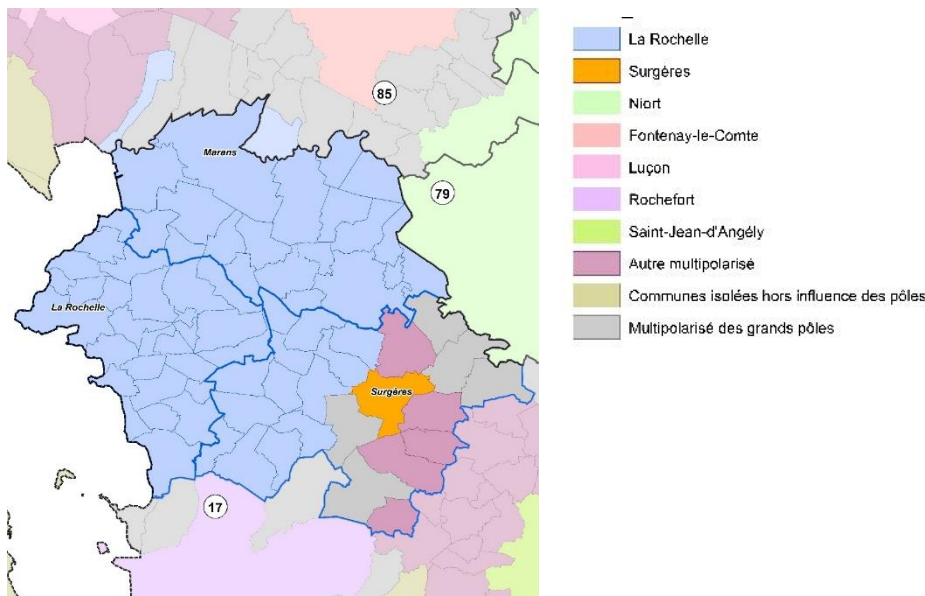 85
Marans
79
La Rochelle
Surgères
17
La Rochelle
Surgères
Niort
Fontenay-le-Comte
Luçon
Rochefort
Saint-Jean-d'Angély
Autre multipolarisé
Communes isolées hors influence des pôles
Multipolarisé des grands pôles